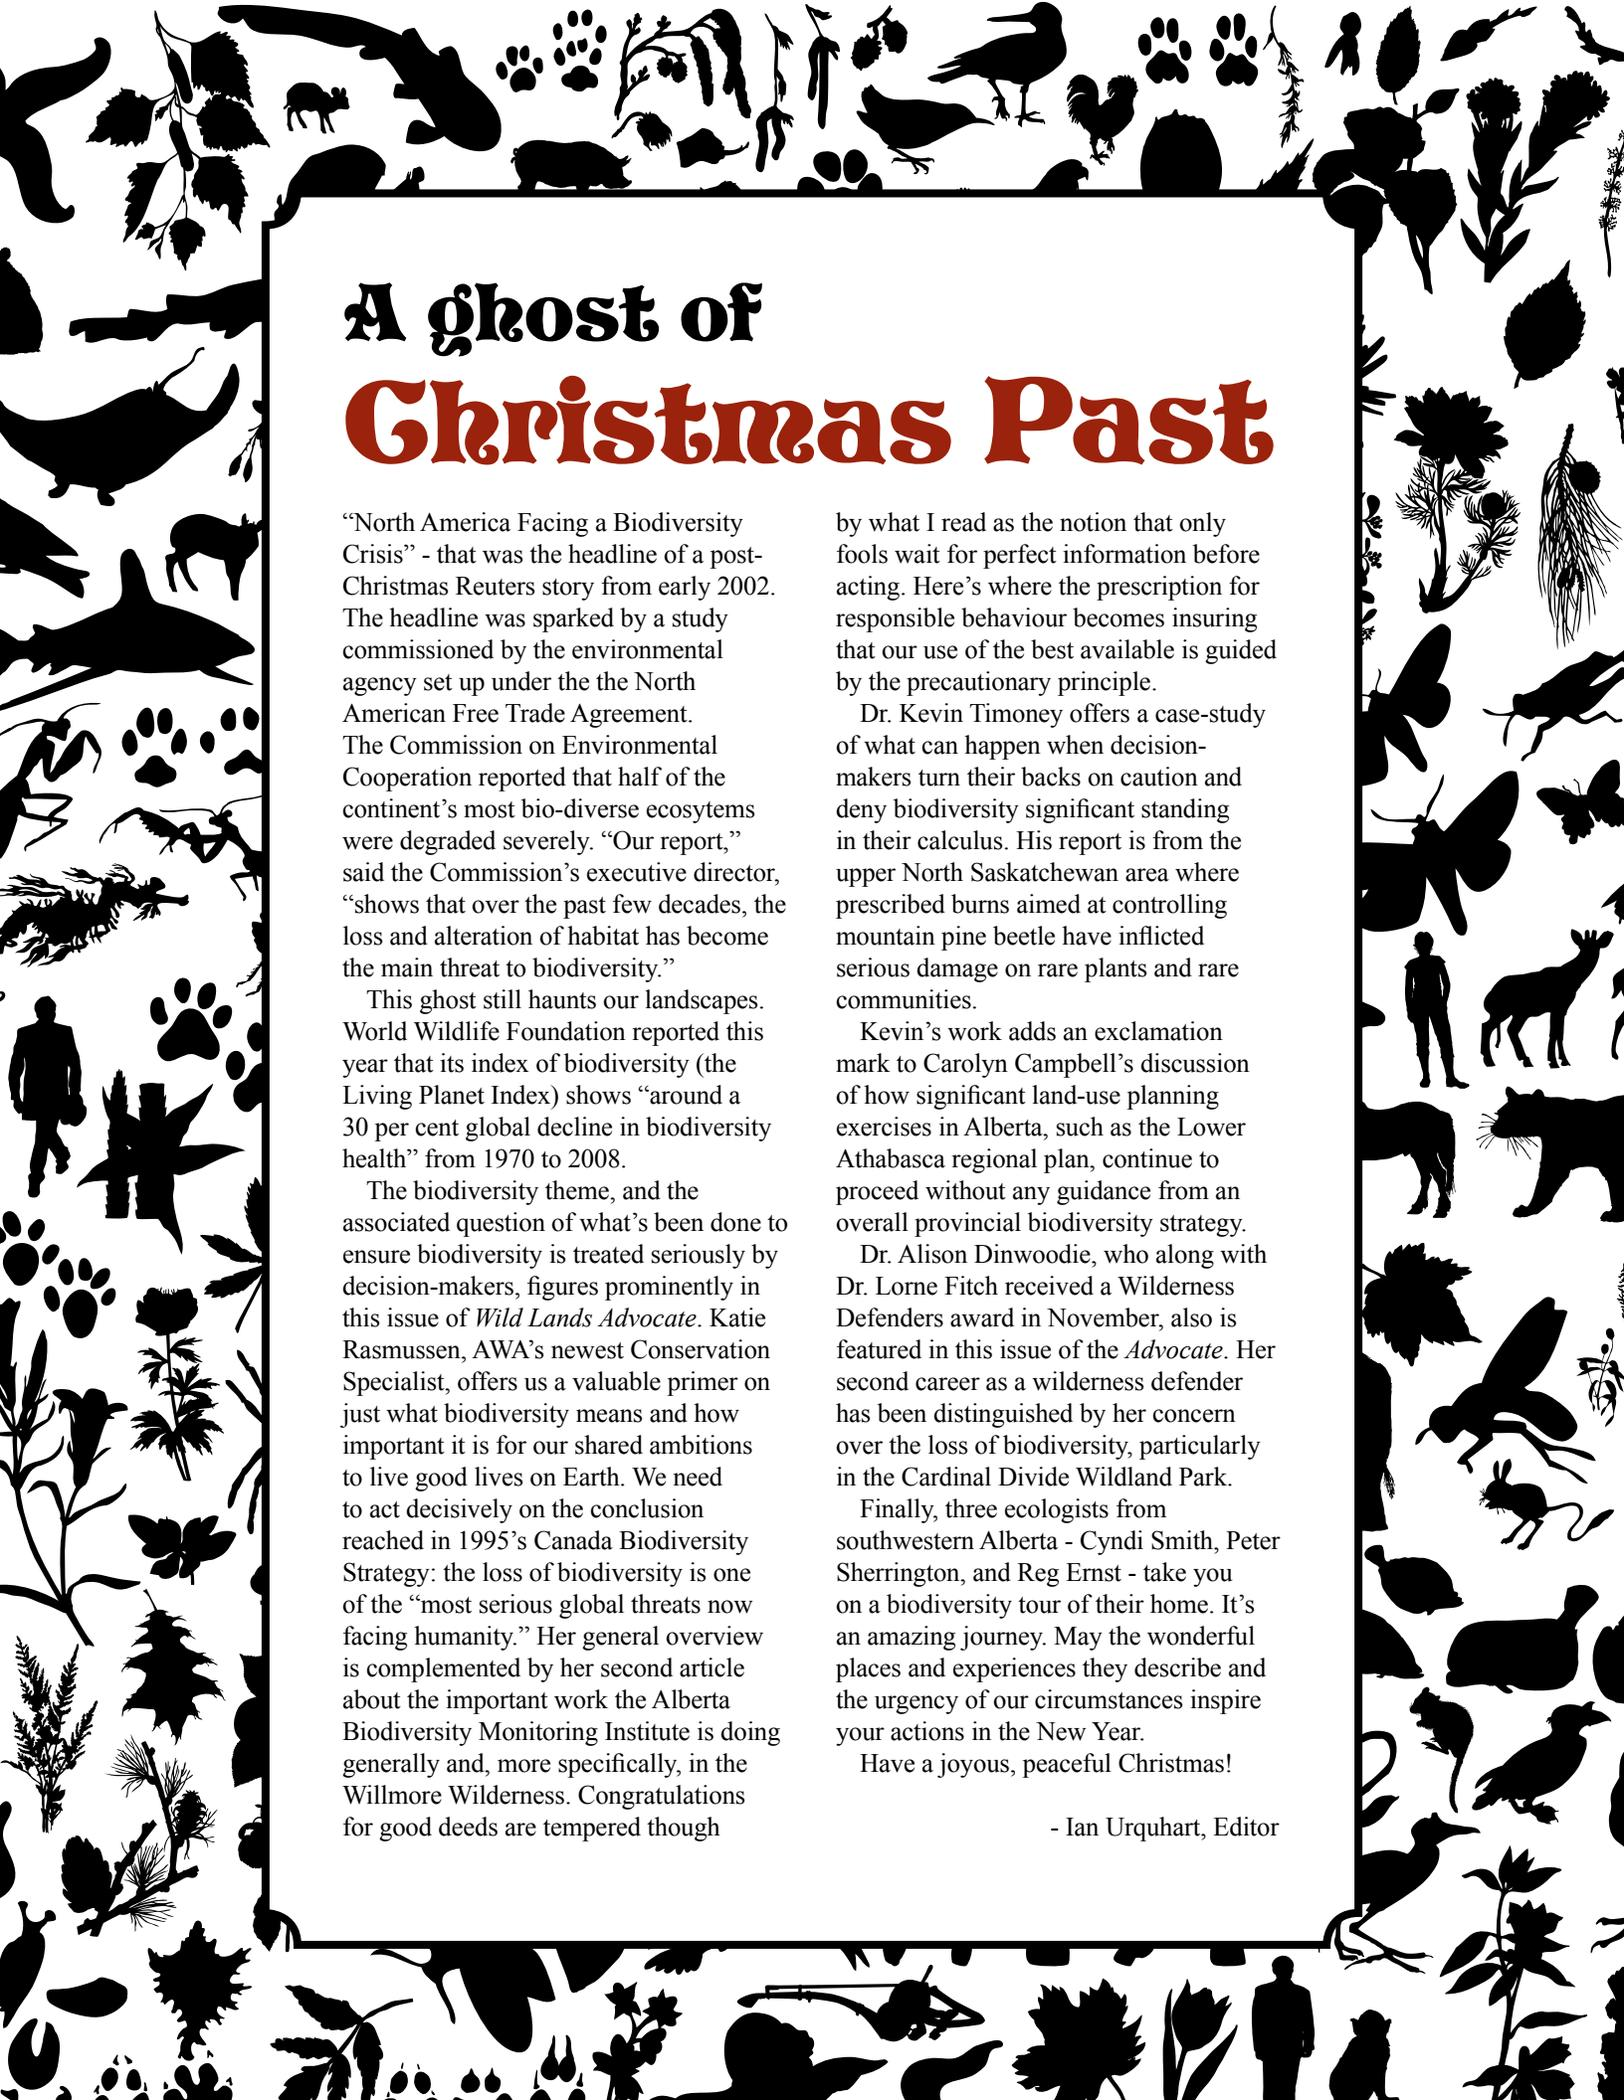 A ghost of
Christmas Past
“North America Facing a Biodiversity
Crisis” - that was the headline of a post-
Christmas Reuters story from early 2002.
The headline was sparked by a study
commissioned by the environmental
agency set up under the the North
American Free Trade Agreement.
The Commission on Environmental
Cooperation reported that half of the
continent’s most bio-diverse ecosytems
were degraded severely. “Our report,”
said the Commission’s executive director,
“shows that over the past few decades, the
loss and alteration of habitat has become
the main threat to biodiversity.”
This ghost still haunts our landscapes.
World Wildlife Foundation reported this
year that its index of biodiversity (the
Living Planet Index) shows “around a
30 per cent global decline in biodiversity
health” from 1970 to 2008.
The biodiversity theme, and the
associated question of what’s been done to
ensure biodiversity is treated seriously by
decision-makers, figures prominently in
this issue of Wild Lands Advocate. Katie
Rasmussen, AWA’s newest Conservation
Specialist, offers us a valuable primer on
just what biodiversity means and how
important it is for our shared ambitions
to live good lives on Earth. We need
to act decisively on the conclusion
reached in 1995’s Canada Biodiversity
Strategy: the loss of biodiversity is one
of the “most serious global threats now
facing humanity.” Her general overview
is complemented by her second article
about the important work the Alberta
Biodiversity Monitoring Institute is doing
generally and, more specifically, in the
Willmore Wilderness. Congratulations
for good deeds are tempered though
by what I read as the notion that only
fools wait for perfect information before
acting. Here’s where the prescription for
responsible behaviour becomes insuring
that our use of the best available is guided
by the precautionary principle.
Dr. Kevin Timoney offers a case-study
of what can happen when decision-
makers turn their backs on caution and
deny biodiversity significant standing
in their calculus. His report is from the
upper North Saskatchewan area where
prescribed burns aimed at controlling
mountain pine beetle have inflicted
serious damage on rare plants and rare
communities.
Kevin’s work adds an exclamation
mark to Carolyn Campbell’s discussion
of how significant land-use planning
exercises in Alberta, such as the Lower
Athabasca regional plan, continue to
proceed without any guidance from an
overall provincial biodiversity strategy.
Dr. Alison Dinwoodie, who along with
Dr. Lorne Fitch received a Wilderness
Defenders award in November, also is
featured in this issue of the Advocate. Her
second career as a wilderness defender
has been distinguished by her concern
over the loss of biodiversity, particularly
in the Cardinal Divide Wildland Park.
Finally, three ecologists from
southwestern Alberta - Cyndi Smith, Peter
Sherrington, and Reg Ernst - take you
on a biodiversity tour of their home. It’s
an amazing journey. May the wonderful
places and experiences they describe and
the urgency of our circumstances inspire
your actions in the New Year.
Have a joyous, peaceful Christmas!
- Ian Urquhart, Editor